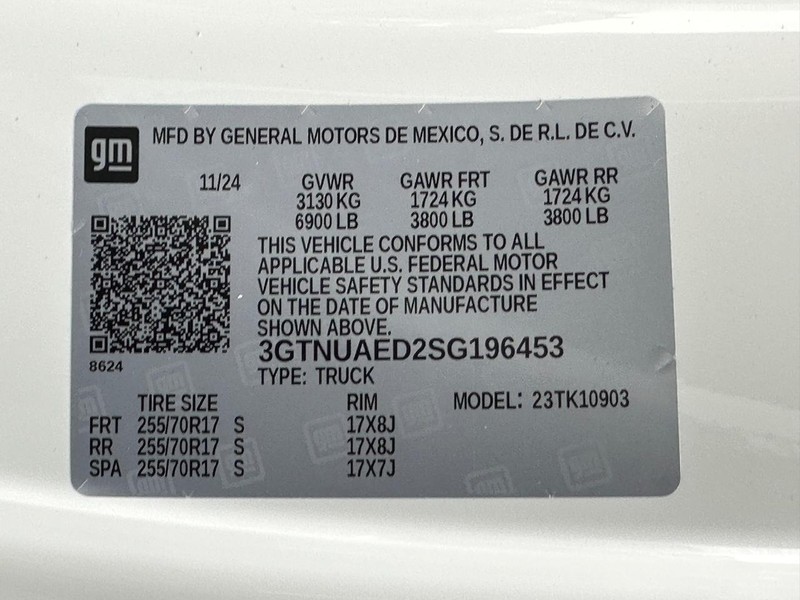 gm
MFD BY GENERAL MOTORS DE MEXICO, S. DE R.L. DE C.V.
11/24 GVWR GAWR FRT GAWR RR
3130 KG 1724 KG 1724 KG
6900 LB 3800 LB 3800 LB
THIS VEHICLE CONFORMS TO ALL
APPLICABLE U.S. FEDERAL MOTOR
VEHICLE SAFETY STANDARDS IN EFFECT
ON THE DATE OF MANUFACTURE
SHOWN ABOVE.
3GTNUAED2SG196453
8624
TYPE: TRUCK
TIRE SIZE RIM MODEL: 23TK10903
FRT 255/70R17 S 17X8J
RR 255/70R17 S 17X8J
SPA 255/70R17 S 17X7J